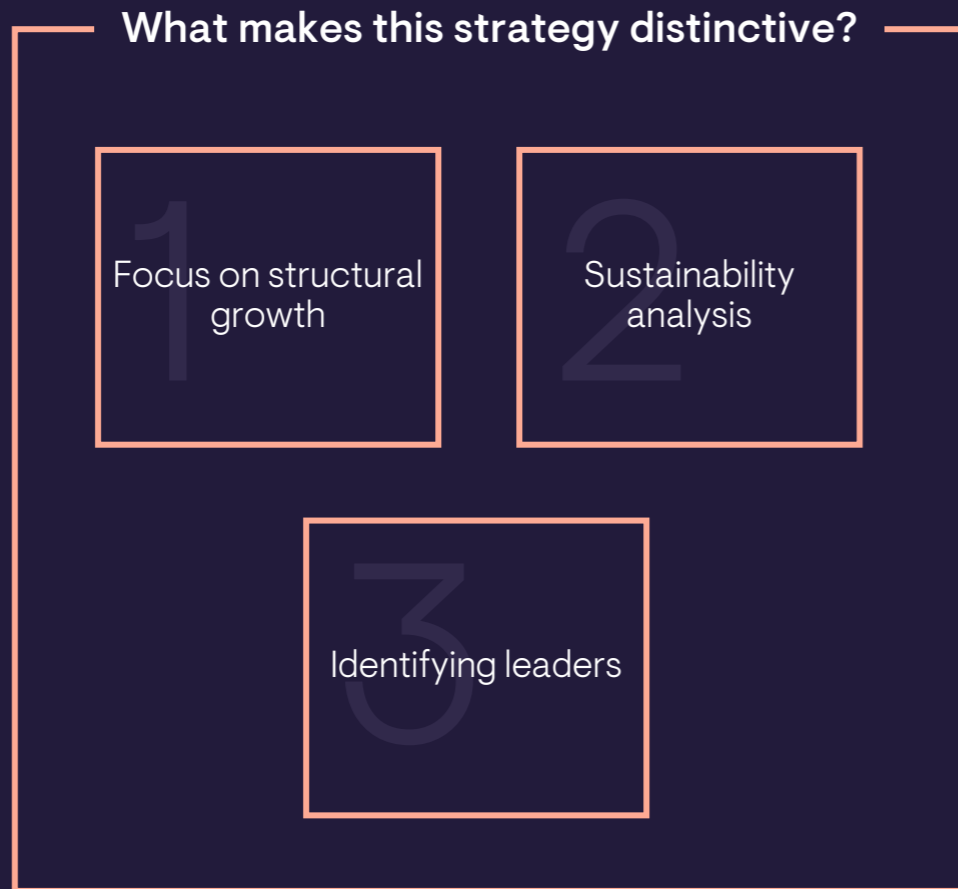 What makes this strategy distinctive?
1
Focus on structural
growth
2
Sustainability
analysis
3
Identifying leaders